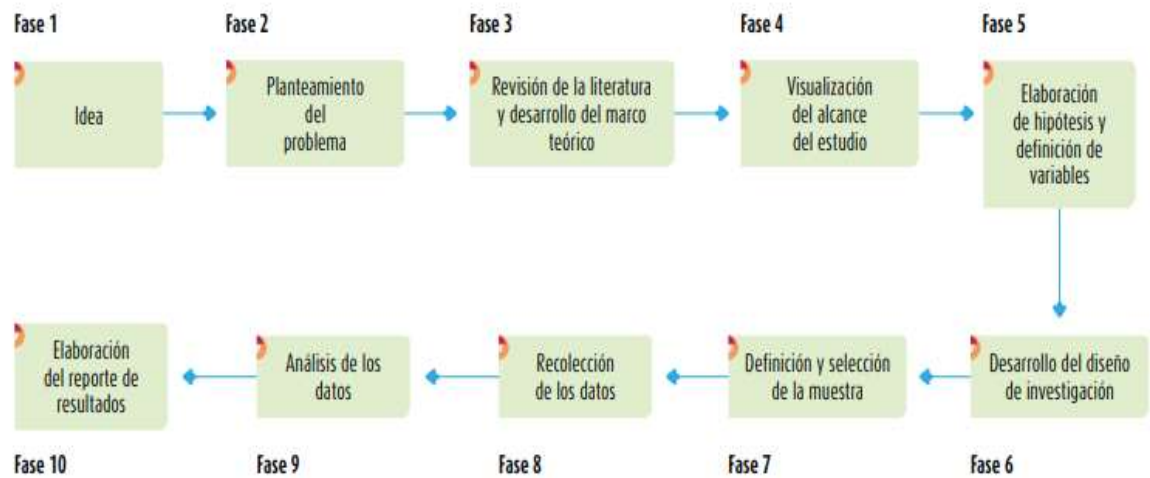 Fase 1
Idea
Fase 2
Planteamiento
del
problema
Fase 3
Revisión de la literatura
y desarrollo del marco
teórico
Fase 4
Visualización
del alcance
del estudio
Fase 5
Elaboración
de hipótesis y
definición de
variables
Desarrollo del diseño
de investigación
Fase 6
Definición y selección
de la muestra
Fase 7
Recolección
de los datos
Fase 8
Análisis de los
datos
Fase 9
Elaboración
del reporte de
resultados
Fase 10